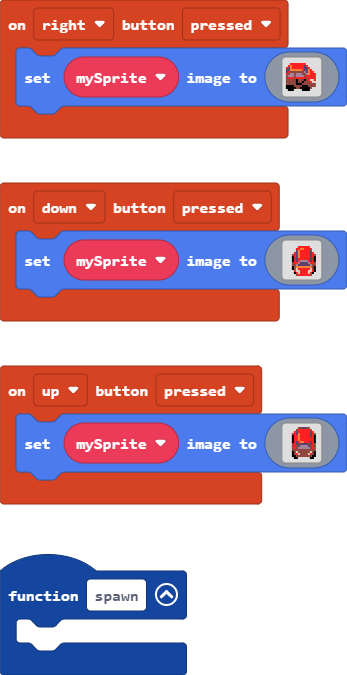 on right button pressed
set mySprite image to
on down button pressed
set mySprite image to
on up button pressed
set mySprite image to
function spawn